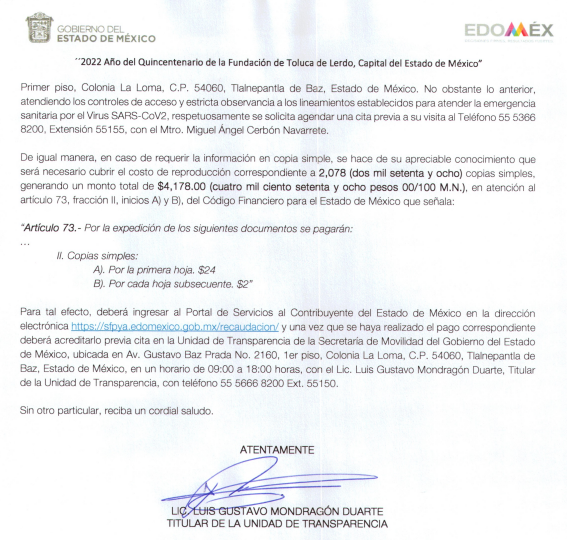 GOBIERNO DEL
ESTADO DE MÉXICO
EDOMÉX
´´2022 Año del Quincentenario de la Fundación de Toluca de Lerdo, Capital del Estado de México”
Primer piso, Colonia La Loma, C.P. 54060, Tlalnepantla de Baz, Estado de México. No obstante lo anterior,
atendiendo los controles de acceso y estricta observancia a los lineamientos establecidos para atender la emergencia
sanitaria por el Virus SARS-CoV2, respetuosamente se solicita agendar una cita previa a su visita al Teléfono 55 5366
8200, Extensión 55155, con el Mtro. Miguel Ángel Cerbón Navarrete.
De igual manera, en caso de requerir la información en copia simple, se hace de su apreciable conocimiento que
será necesario cubrir el costo de reproducción correspondiente a 2,078 (dos mil setenta y ocho) copias simples,
generando un monto total de $4,178.00 (cuatro mil ciento setenta y ocho pesos 00/100 M.N.), en atención al
artículo 73, fracción II, inicios A) y B), del Código Financiero para el Estado de México que señala:
“Artículo 73.- Por la expedición de los siguientes documentos se pagarán:
…
II. Copias simples:
A). Por la primera hoja. $24
B). Por cada hoja subsecuente. $2”
Para tal efecto, deberá ingresar al Portal de Servicios al Contribuyente del Estado de México en la dirección
electrónica https://sfpya.edomexico.gob.mx/recaudacion/ y una vez que se haya realizado el pago correspondiente
deberá acreditarlo previa cita en la Unidad de Transparencia de la Secretaría de Movilidad del Gobierno del Estado
de México, ubicada en Av. Gustavo Baz Prada No. 2160, 1er piso, Colonia La Loma, C.P. 54060, Tlalnepantla de
Baz, Estado de México, en un horario de 09:00 a 18:00 horas, con el Lic. Luis Gustavo Mondragón Duarte, Titular
de la Unidad de Transparencia, con teléfono 55 5666 8200 Ext. 55150.
Sin otro particular, reciba un cordial saludo.
ATENTAMENTE
LIC. LUIS GUSTAVO MONDRAGÓN DUARTE
TITULAR DE LA UNIDAD DE TRANSPARENCIA